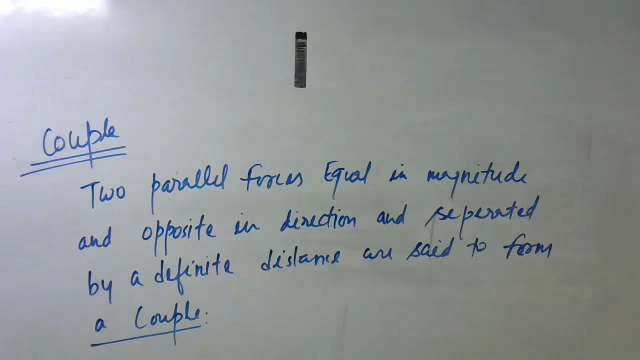 Couple
Two parallel forces Equal in magnitude
and opposite in direction and seperated
by a definite distance are said to form
a Couple.